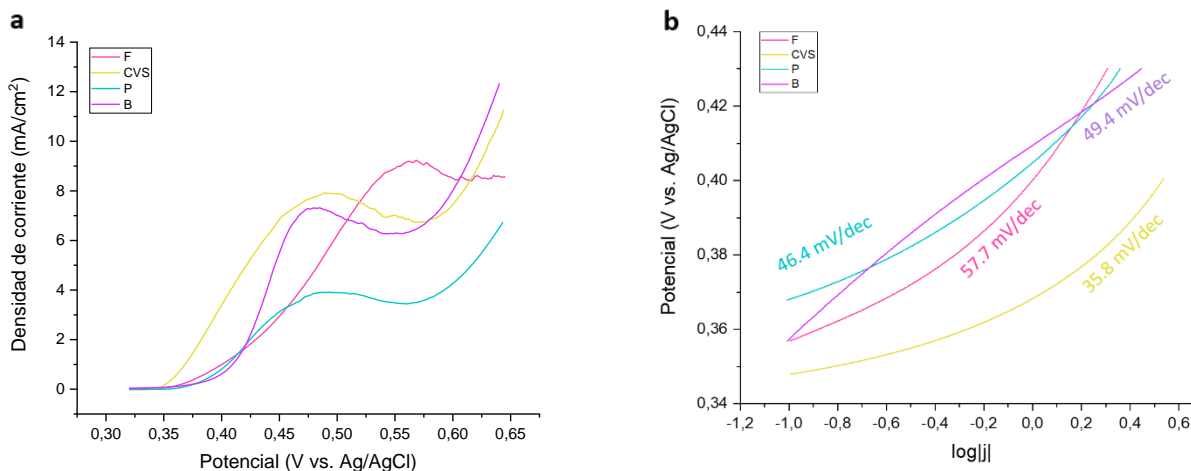 a
Densidad de corriente (mA/cm²)
14
12
10
8
6
4
2
0
F
CVS
P
B
0,30 0,35 0,40 0,45 0,50 0,55 0,60 0,65
Potencial (V vs. Ag/AgCl)
b
Potencial (V vs. Ag/AgCl)
0,44
0,42
0,40
0,38
0,36
0,34
F
CVS
P
B
49.4 mV/dec
46.4 mV/dec
57.7 mV/dec
35.8 mV/dec
-1,2 -1,0 -0,8 -0,6 -0,4 -0,2 0,0 0,2 0,4 0,6
log|j|